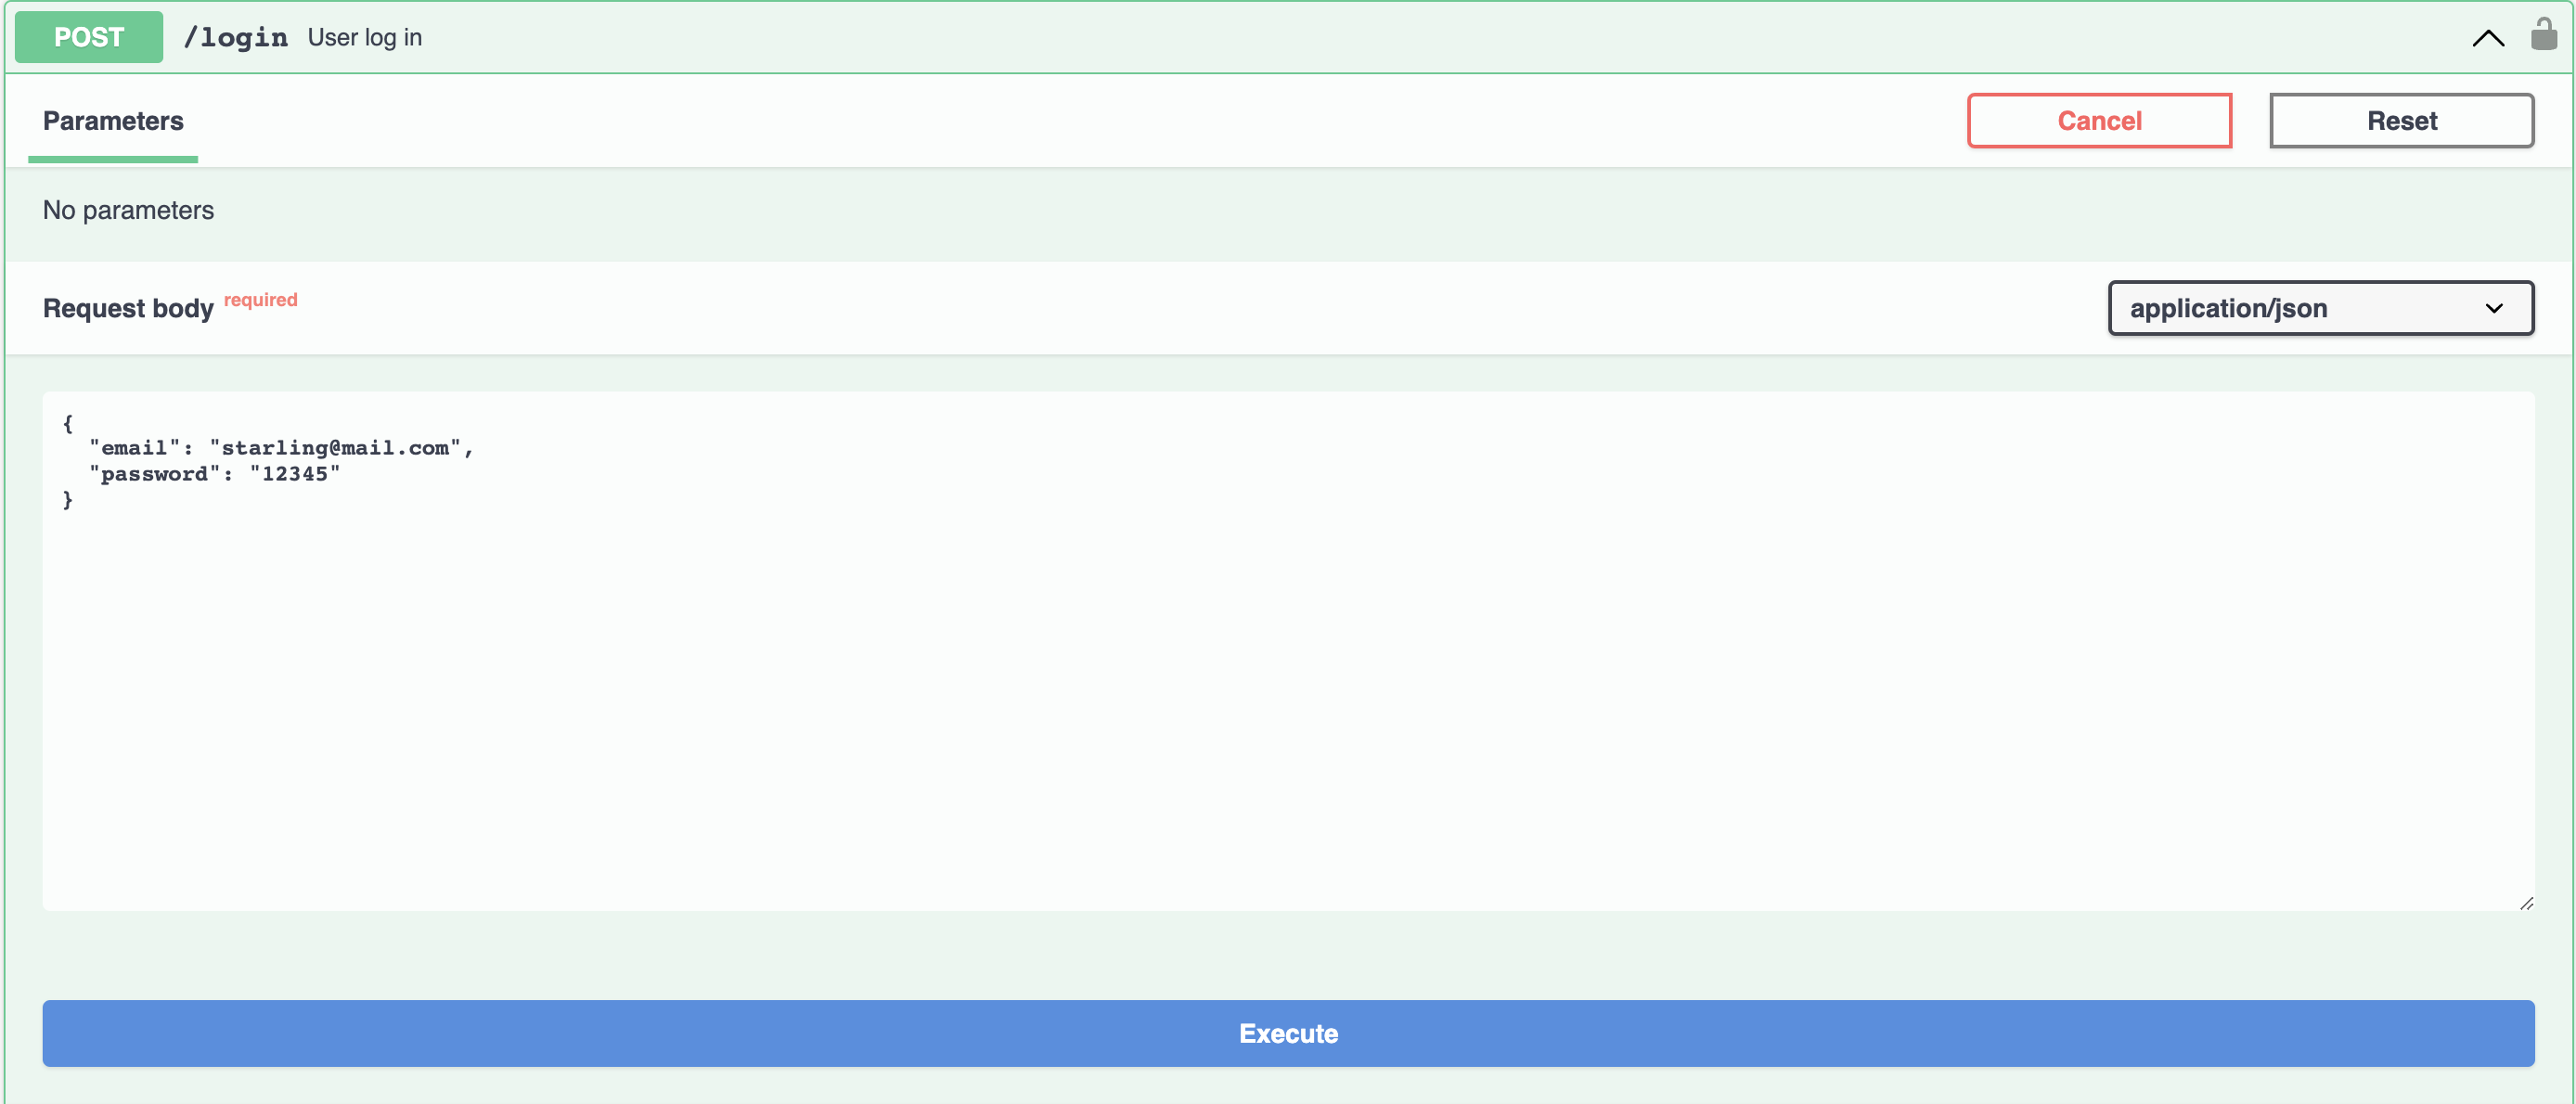 POST /login User log in
Parameters
Cancel
Reset
No parameters
Request body required
application/json
{
  "email": "starling@mail.com",
  "password": "12345"
}
Execute